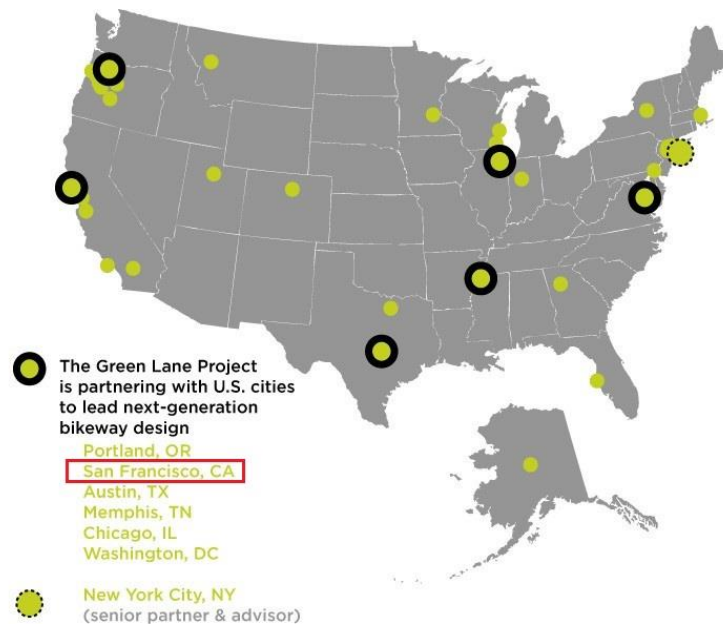 The Green Lane Project
is partnering with U.S. cities
to lead next-generation
bikeway design
Portland, OR
San Francisco, CA
Austin, TX
Memphis, TN
Chicago, IL
Washington, DC
New York City, NY
(senior partner & advisor)